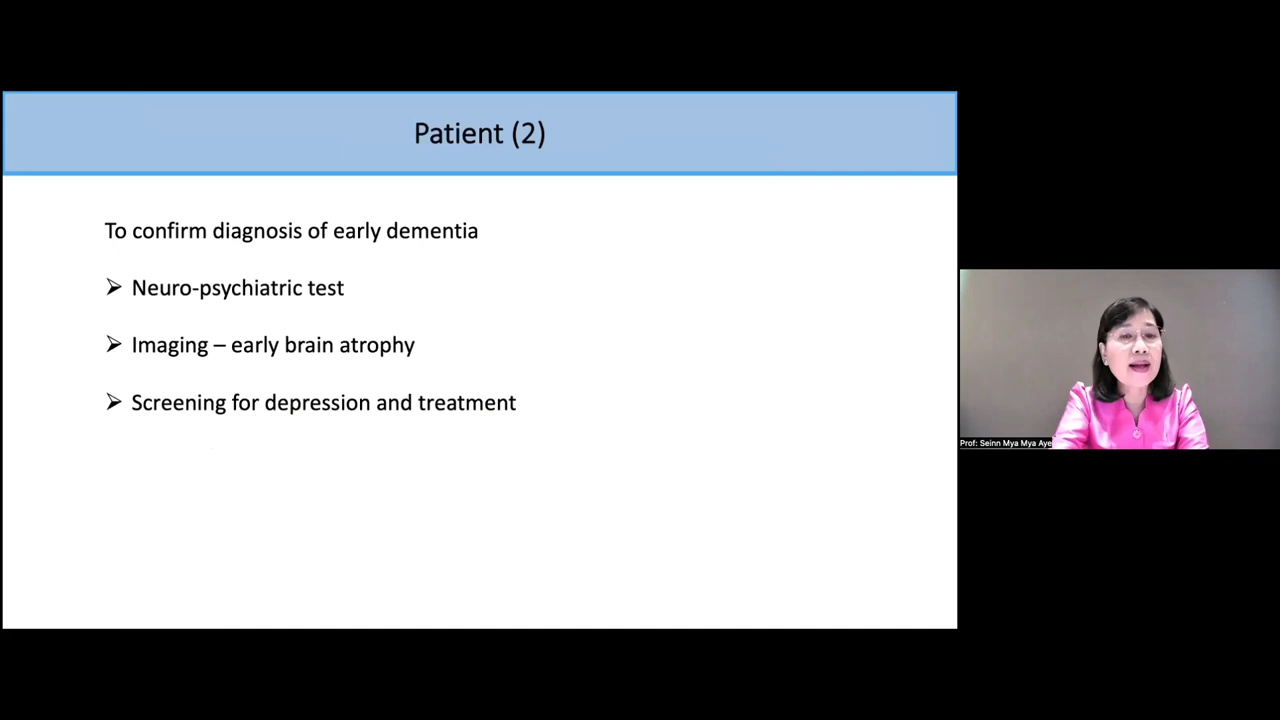 Patient (2)
To confirm diagnosis of early dementia
➢ Neuro-psychiatric test
➢ Imaging – early brain atrophy
➢ Screening for depression and treatment
Prof: Seinn Mya Mya Aye